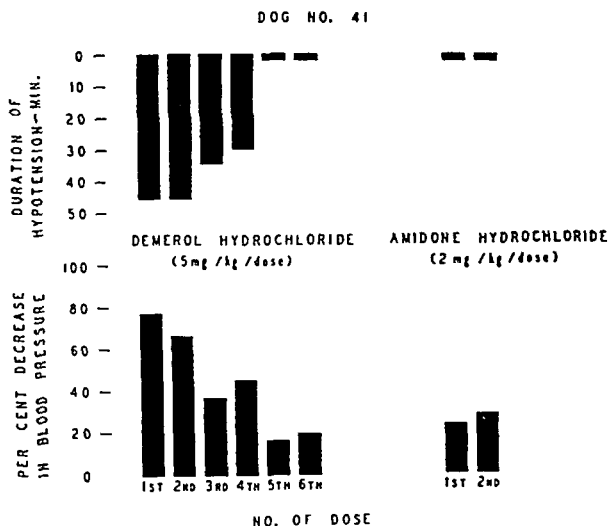 DOG NO. 41
DURATION OF
HYPOTENSION-MIN.
0
10
20
30
40
50
DEMEROL HYDROCHLORIDE
(5mg/kg/dose)
AMIDONE HYDROCHLORIDE
(2mg/kg/dose)
PER CENT DECREASE
IN BLOOD PRESSURE
100
80
60
40
20
0
1ST 2ND 3RD 4TH 5TH 6TH
1ST 2ND
NO. OF DOSE